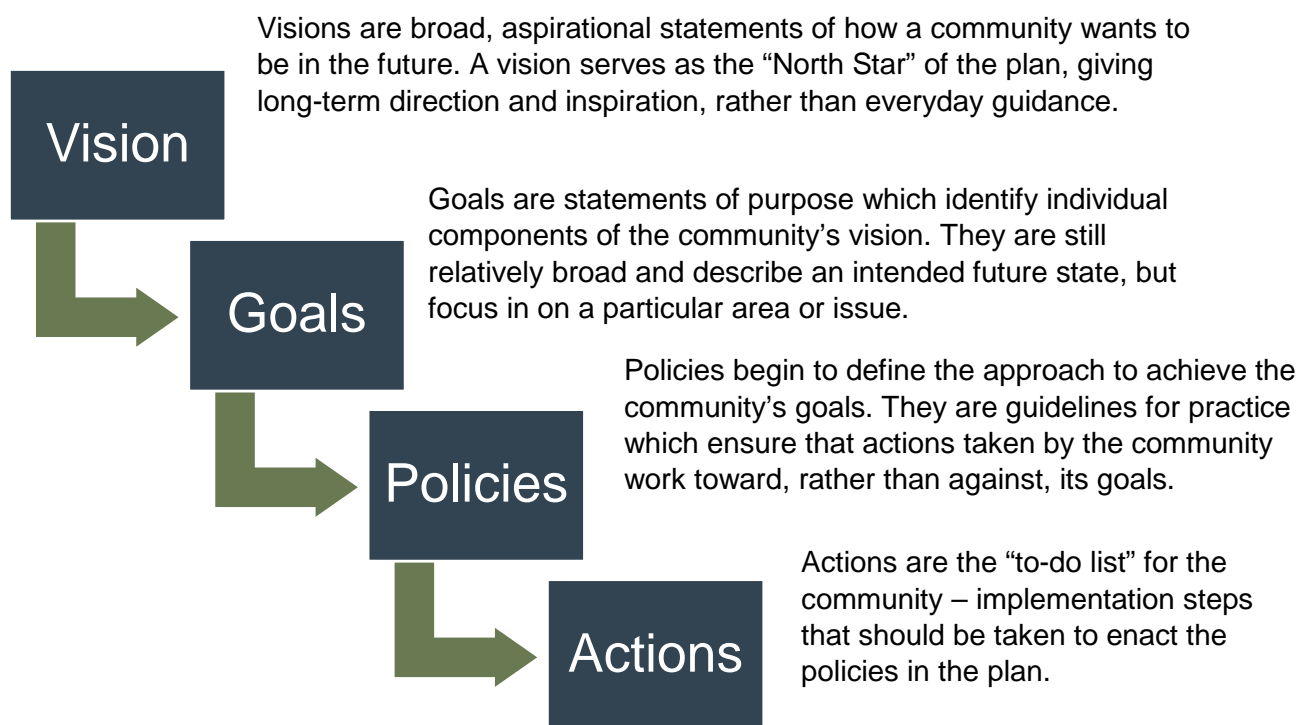 Visions are broad, aspirational statements of how a community wants to
be in the future. A vision serves as the “North Star” of the plan, giving
long-term direction and inspiration, rather than everyday guidance.
Vision
Goals are statements of purpose which identify individual
components of the community’s vision. They are still
relatively broad and describe an intended future state, but
focus in on a particular area or issue.
Goals
Policies begin to define the approach to achieve the
community’s goals. They are guidelines for practice
which ensure that actions taken by the community
work toward, rather than against, its goals.
Policies
Actions are the “to-do list” for the
community – implementation steps
that should be taken to enact the
policies in the plan.
Actions